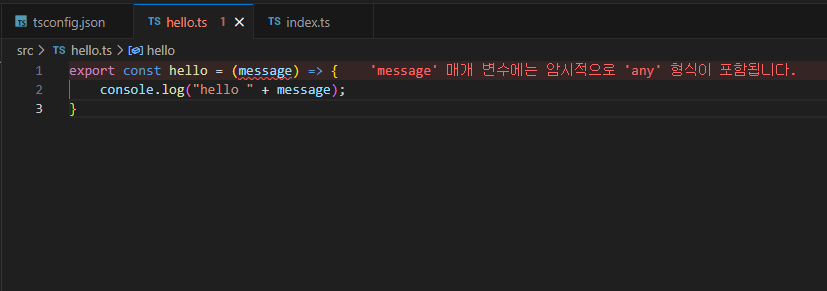 tsconfig.json TS hello.ts 1 TS index.ts
src > TS hello.ts > hello
1 export const hello = (message) => { 'message' 매개 변수에는 암시적으로 'any' 형식이 포함됩니다.
2 console.log("hello " + message);
3 }